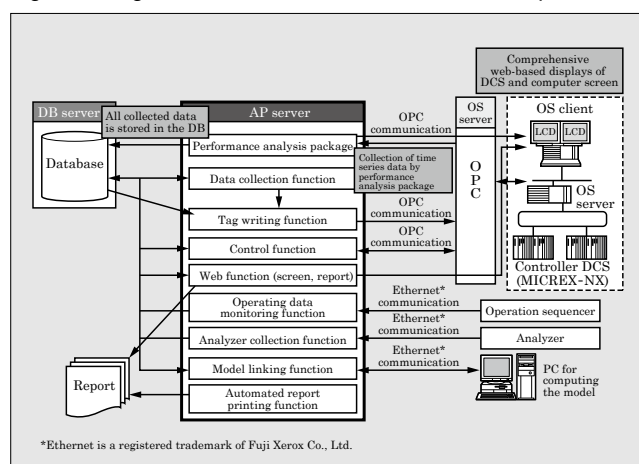 Comprehensive
web-based displays of
DCS and computer screen
DB server
All collected data
is stored in the DB
AP server
OPC
communication
OS
server
OS client
LCD
LCD
Database
Performance analysis package
Collection of time
series data by
performance
analysis package
Data collection function
O
P
C
OS
server
Tag writing function
OPC
communication
OPC
communication
Control function
Controller DCS
(MICREX-NX)
Web function (screen, report)
Ethernet*
communication
Operating data
monitoring function
Operation sequencer
Ethernet*
communication
Analyzer collection function
Analyzer
Ethernet*
communication
Model linking function
PC for
computing
the model
Report
Automated report
printing function
*Ethernet is a registered trademark of Fuji Xerox Co., Ltd.